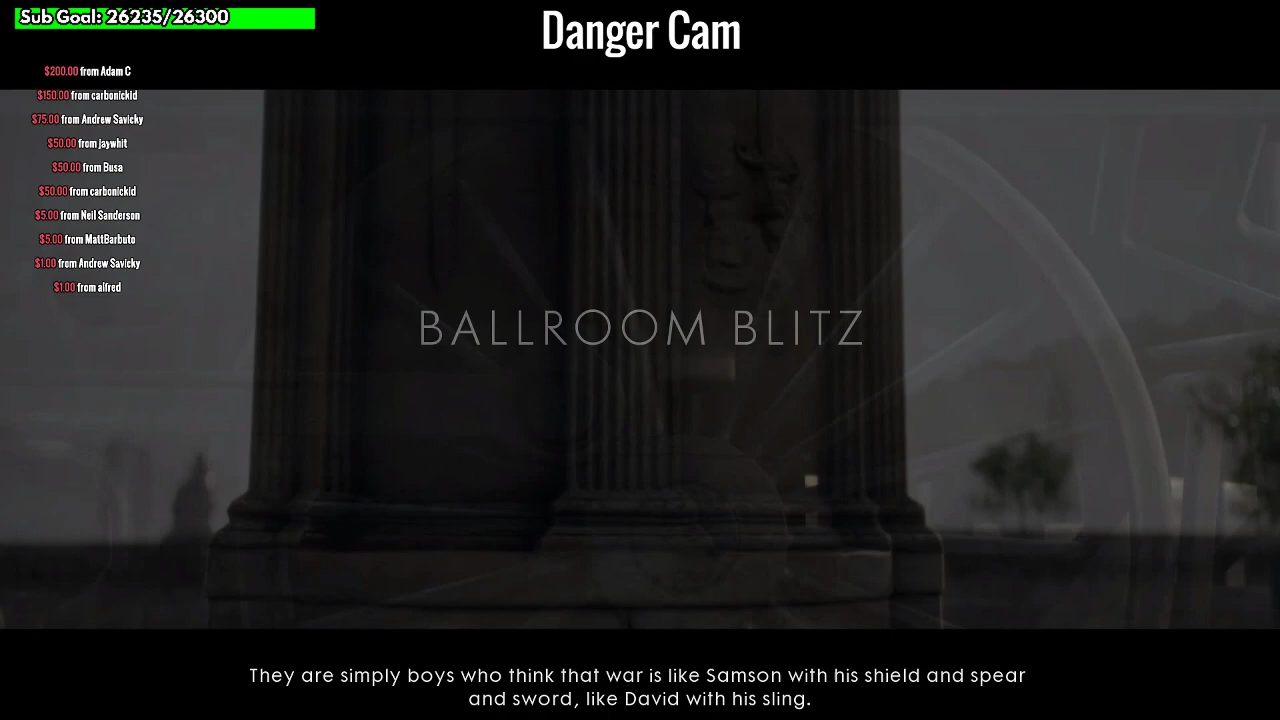 Sub Goal: 26235/26300
Danger Cam
$200.00 from Adam C
$150.00 from carbonickid
$75.00 from Andrew Savicky
$50.00 from jaywhit
$50.00 from Busa
$50.00 from carbonickid
$5.00 from Neil Sanderson
$5.00 from MattBarbuto
$1.00 from Andrew Savicky
$1.00 from alfred
BALLROOM BLITZ
They are simply boys who think that war is like Samson with his shield and spear
and sword, like David with his sling.